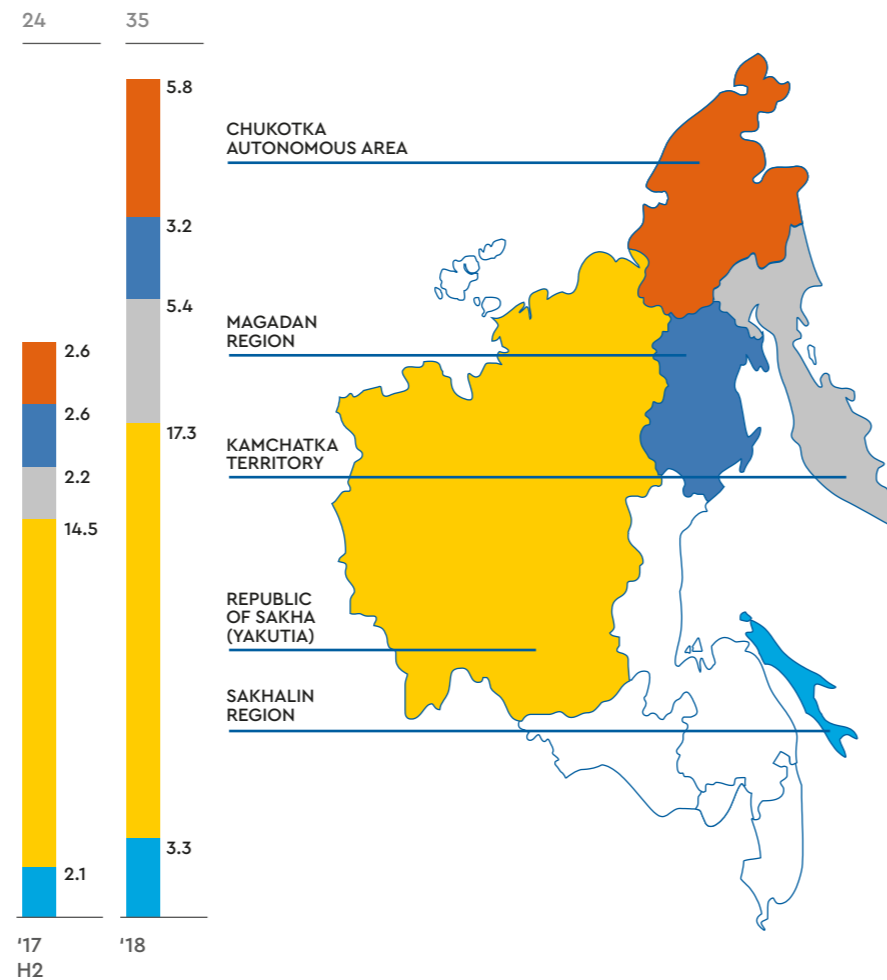 24
35
5.8
3.2
5.4
17.3
3.3
2.6
2.6
2.2
14.5
2.1
'17
H2
'18
CHUKOTKA
AUTONOMOUS AREA
MAGADAN
REGION
KAMCHATKA
TERRITORY
REPUBLIC
OF SAKHA
(YAKUTIA)
SAKHALIN
REGION